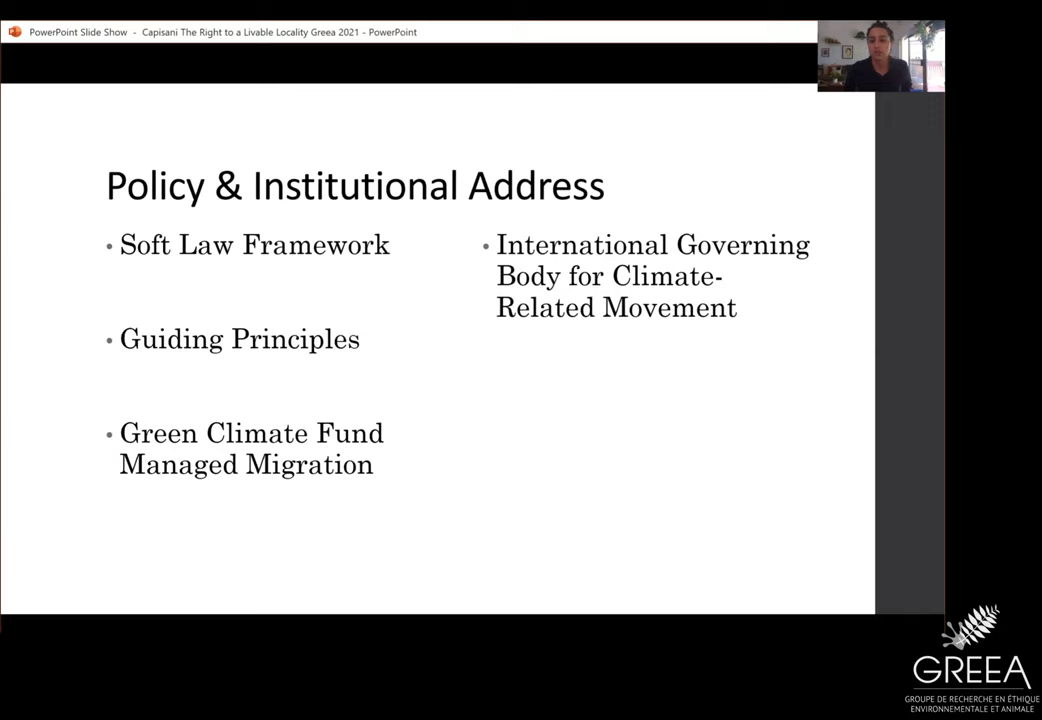 PowerPoint Slide Show - Capisani The Right to a Livable Locality Greea 2021 - PowerPoint
Policy & Institutional Address
• Soft Law Framework
• Guiding Principles
• Green Climate Fund
Managed Migration
• International Governing
Body for Climate-
Related Movement
GREEA
GROUPE DE RECHERCHE EN ÉTHIQUE
ENVIRONNEMENTALE ET ANIMALE